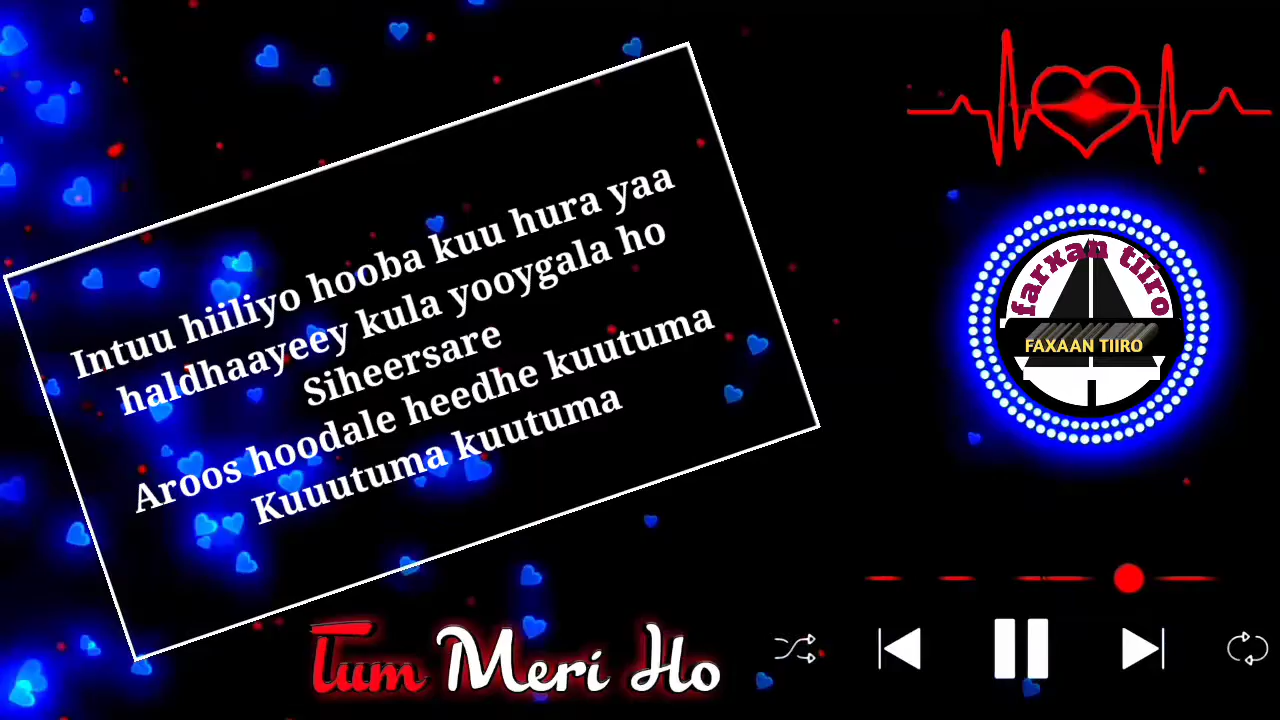 Intuu hiiliyo hooba kuu hura yaa
haldhaayeey kula yooygala ho
Siheersare
Aroos hoodale heedhe kuutuma
Kuuutuma kuutuma
farxan tiiro
FAXAAN TIIRO
Tum Meri Ho